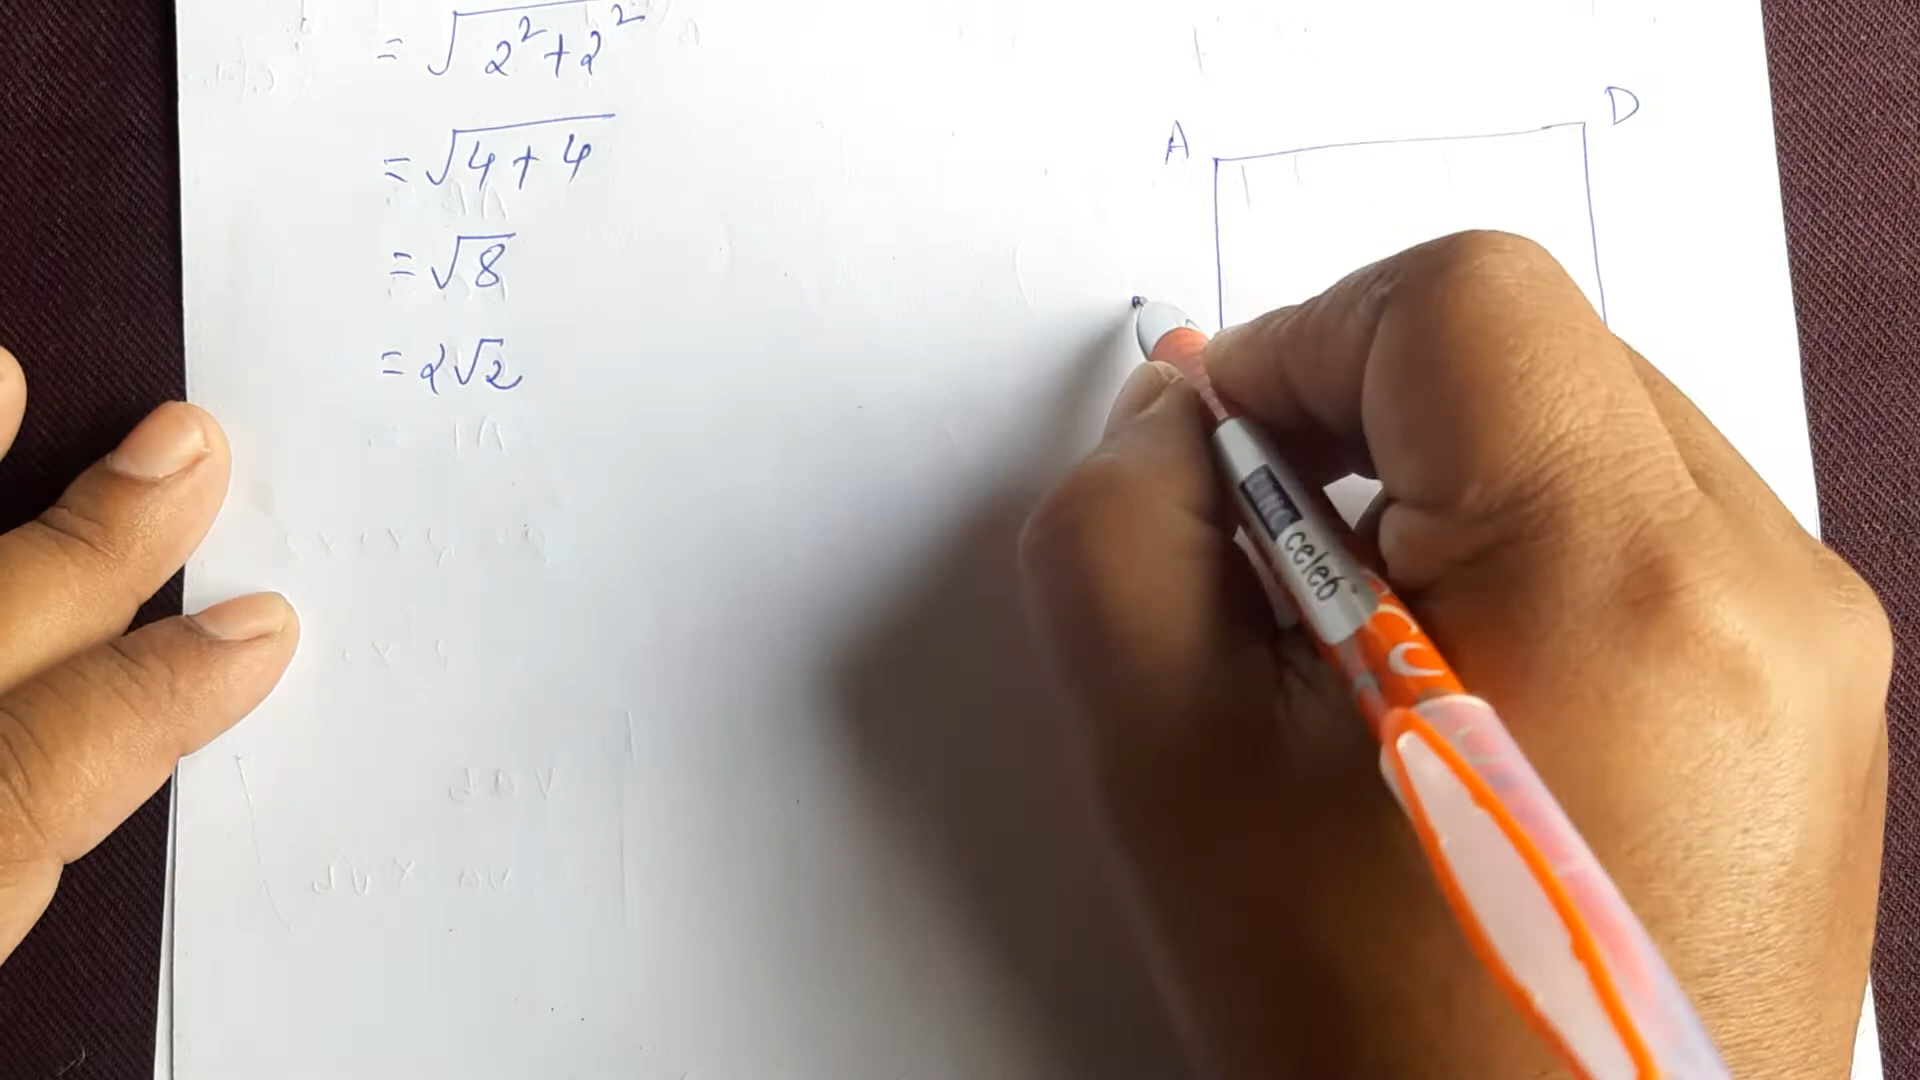 = √2² + 2²
= √4 + 4
= √8
= 2√2
A
D
celeb